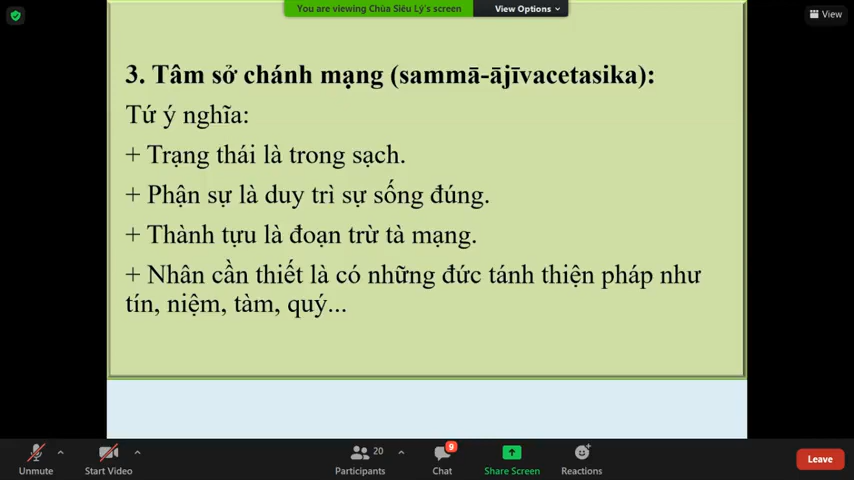 You are viewing Chùa Siêu Lý's screen
View Options
View
3. Tâm sở chánh mạng (sammā-ājīvacetasika):
Tứ ý nghĩa:
+ Trạng thái là trong sạch.
+ Phận sự là duy trì sự sống đúng.
+ Thành tựu là đoạn trừ tà mạng.
+ Nhân cần thiết là có những đức tánh thiện pháp như
tín, niệm, tàm, quý...
Unmute
Start Video
20
Participants
9
Chat
Share Screen
Reactions
Leave